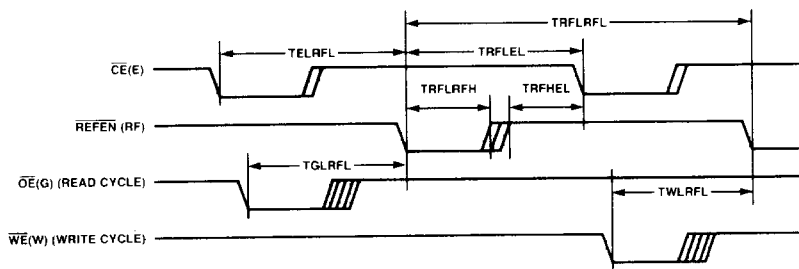 TRFLRFL
TELRFL TRFLEL
CE(E)
TRFLRFH TRFHEL
REFEN (RF)
TGLRFL
OE(G) (READ CYCLE)
TWLRFL
WE(W) (WRITE CYCLE)